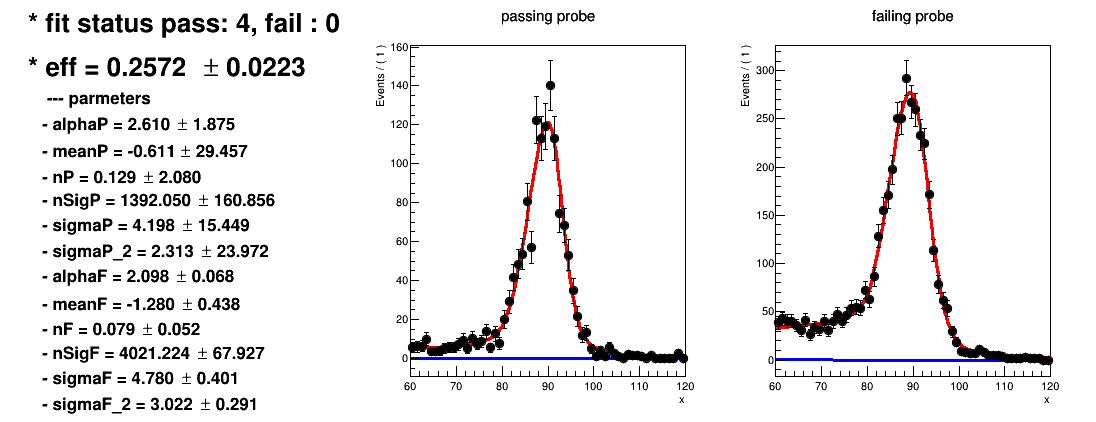 * fit status pass: 4, fail : 0
* eff = 0.2572 ± 0.0223
--- parmeters
- alphaP = 2.610 ± 1.875
- meanP = -0.611 ± 29.457
- nP = 0.129 ± 2.080
- nSigP = 1392.050 ± 160.856
- sigmaP = 4.198 ± 15.449
- sigmaP_2 = 2.313 ± 23.972
- alphaF = 2.098 ± 0.068
- meanF = -1.280 ± 0.438
- nF = 0.079 ± 0.052
- nSigF = 4021.224 ± 67.927
- sigmaF = 4.780 ± 0.401
- sigmaF_2 = 3.022 ± 0.291
passing probe
Events / ( 1 )
160
140
120
100
80
60
40
20
0
60 70 80 90 100 110 120
x
failing probe
Events / ( 1 )
300
250
200
150
100
50
0
60 70 80 90 100 110 120
x